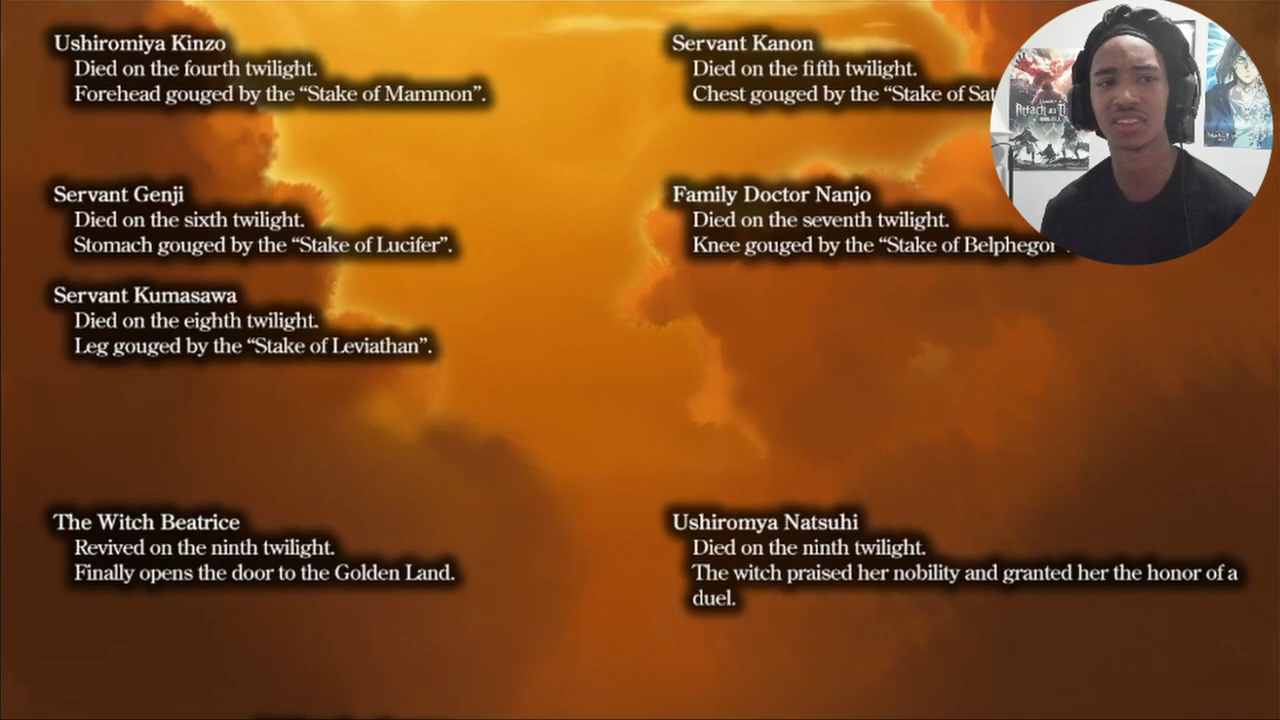 Ushiromiya Kinzo
Died on the fourth twilight.
Forehead gouged by the “Stake of Mammon”.
Servant Kanon
Died on the fifth twilight.
Chest gouged by the “Stake of Sat
Attack on Titan
Servant Genji
Died on the sixth twilight.
Stomach gouged by the “Stake of Lucifer”.
Family Doctor Nanjo
Died on the seventh twilight.
Knee gouged by the “Stake of Belphegor”.
Servant Kumasawa
Died on the eighth twilight.
Leg gouged by the “Stake of Leviathan”.
The Witch Beatrice
Revived on the ninth twilight.
Finally opens the door to the Golden Land.
Ushiromya Natsuhi
Died on the ninth twilight.
The witch praised her nobility and granted her the honor of a
duel.